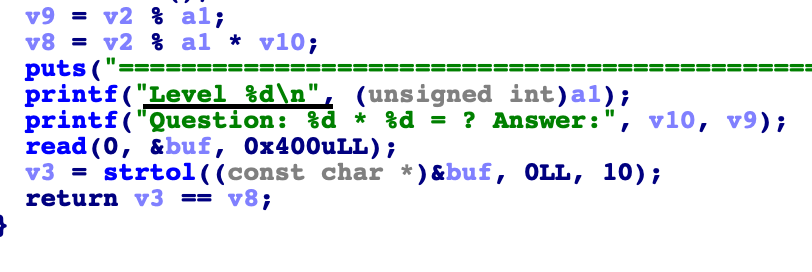 v9 = v2 % a1;
v8 = v2 % a1 * v10;
puts("====================================================
printf("Level %d\n", (unsigned int)a1);
printf("Question: %d * %d = ? Answer:", v10, v9);
read(0, &buf, 0x400uLL);
v3 = strtol((const char *)&buf, 0LL, 10);
return v3 == v8;
}